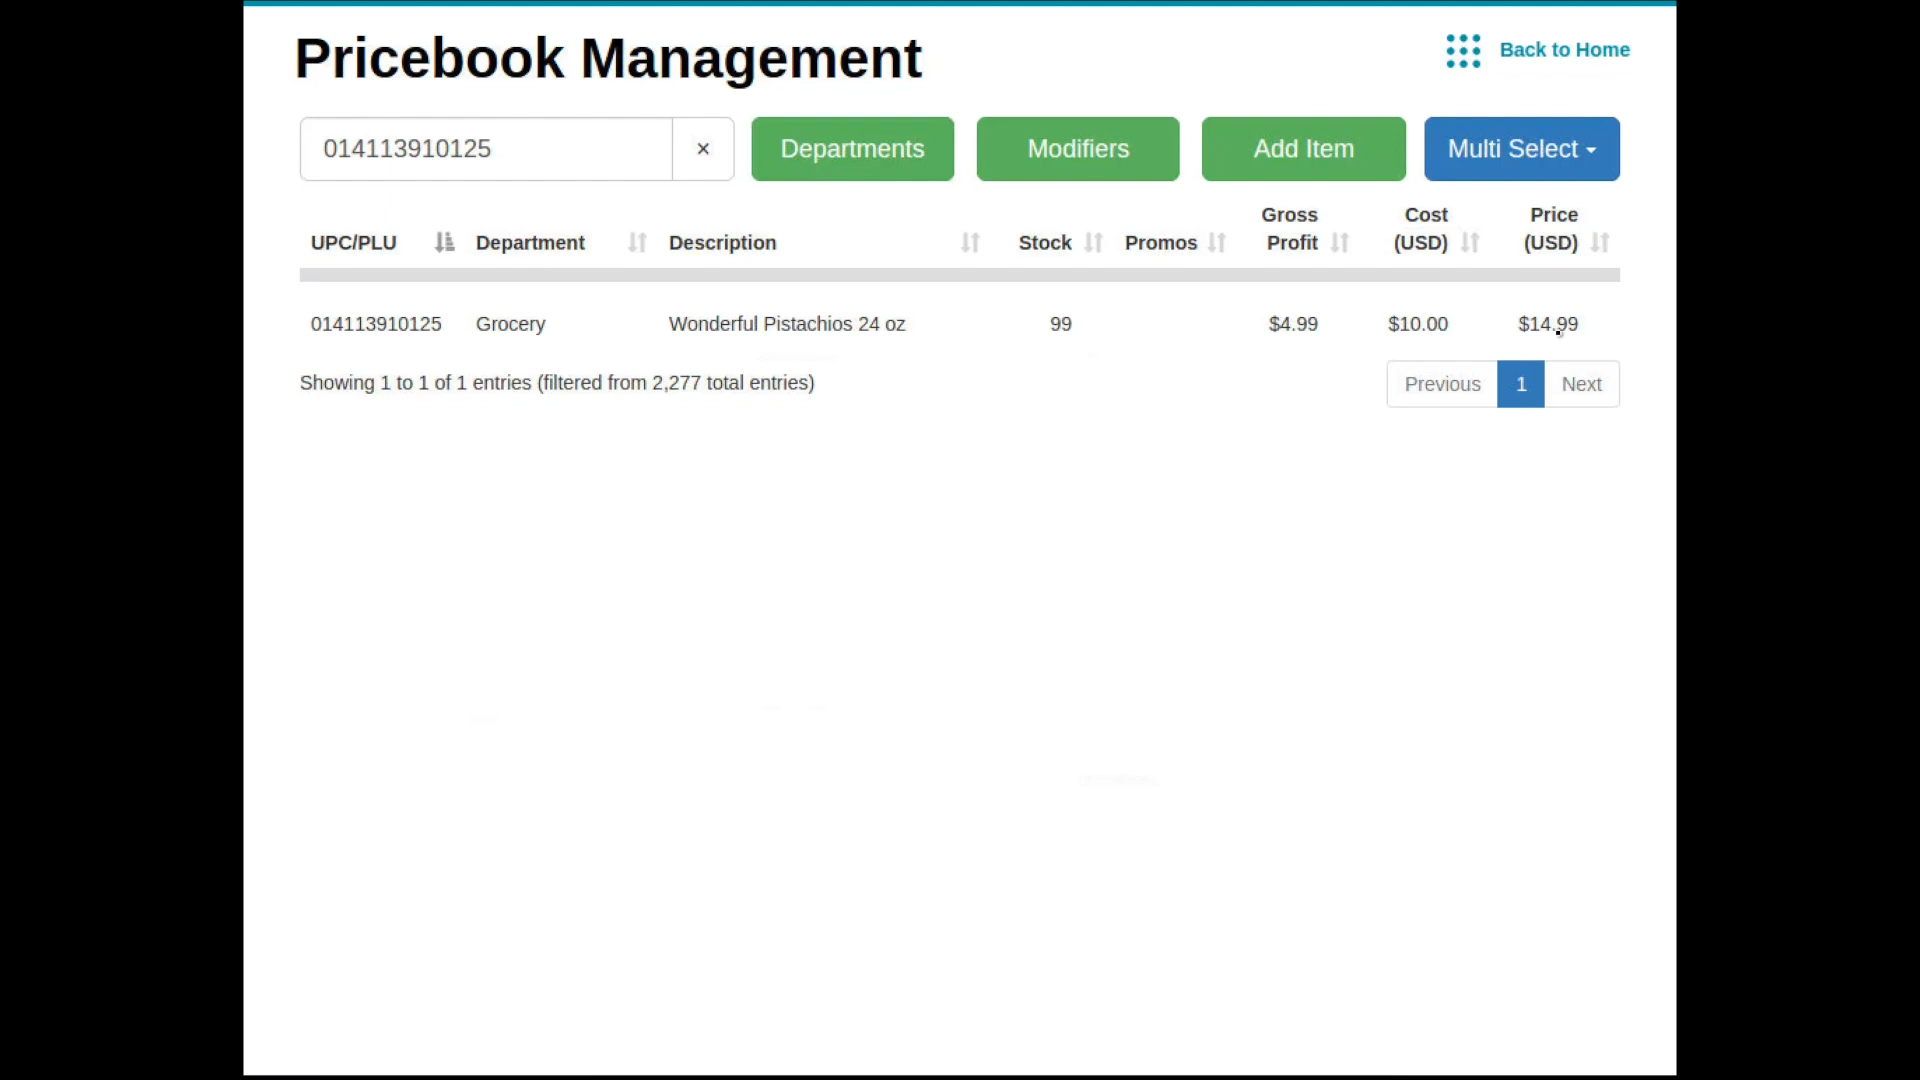 Pricebook Management
Back to Home
014113910125 × Departments Modifiers Add Item Multi Select
UPC/PLU Department Description Stock Promos Gross Profit Cost (USD) Price (USD)
014113910125 Grocery Wonderful Pistachios 24 oz 99 $4.99 $10.00 $14.99
Showing 1 to 1 of 1 entries (filtered from 2,277 total entries)
Previous 1 Next